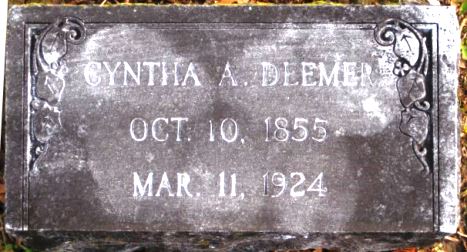 CYNTHA A. DEEMER
OCT. 10, 1855
MAR. 11, 1924